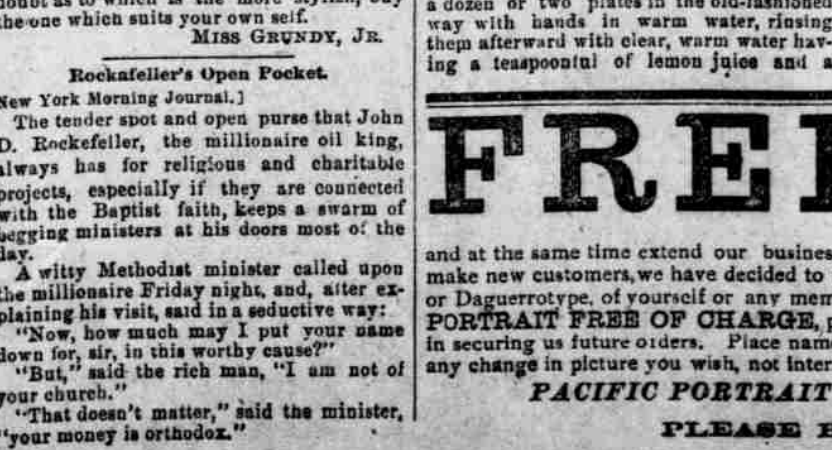 the one which suits your own self.
MISS GRUNDY, JR.
Rockafeller's Open Pocket.
New York Morning Journal.]
The tender spot and open purse that John
D. Rockefeller, the millionaire oil king,
always has for religious and charitable
projects, especially if they are connected
with the Baptist faith, keeps a swarm of
begging ministers at his doors most of the
day.
A witty Methodist minister called upon
the millionaire Friday night, and, after ex-
plaining his visit, said in a seductive way:
"Now, how much may I put your name
down for, sir, in this worthy cause?"
"But," said the rich man, "I am not of
your church."
"That doesn't matter," said the minister,
"your money is orthodox."
a dozen or two plates in the old-fashioned
way with hands in warm water, rinsing
them afterward with clear, warm water hav-
ing a teaspoonful of lemon juice and a
FREE
and at the same time extend our busines
make new customers, we have decided to
or Daguerrotype, of yourself or any mem
PORTRAIT FREE OF CHARGE,
in securing us future orders. Place name
any change in picture you wish, not inter
PACIFIC PORTRAIT
PLEASE